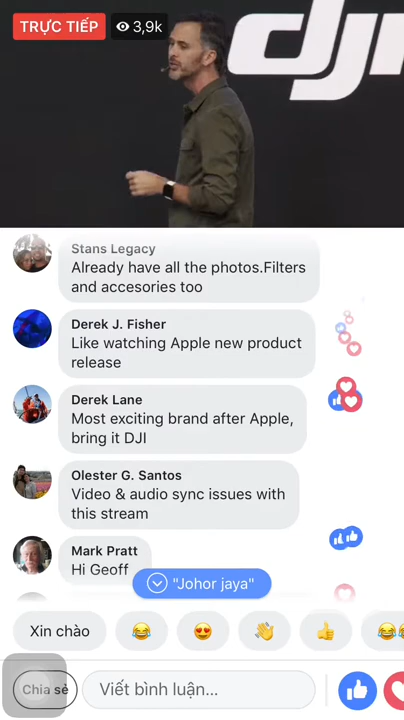 TRỰC TIẾP
3,9k
dji
Stans Legacy
Already have all the photos.Filters
and accesories too
Derek J. Fisher
Like watching Apple new product
release
Derek Lane
Most exciting brand after Apple,
bring it DJI
Olester G. Santos
Video & audio sync issues with
this stream
Mark Pratt
Hi Geoff
"Johor jaya"
Xin chào
Chia sẻ
Viết bình luận...